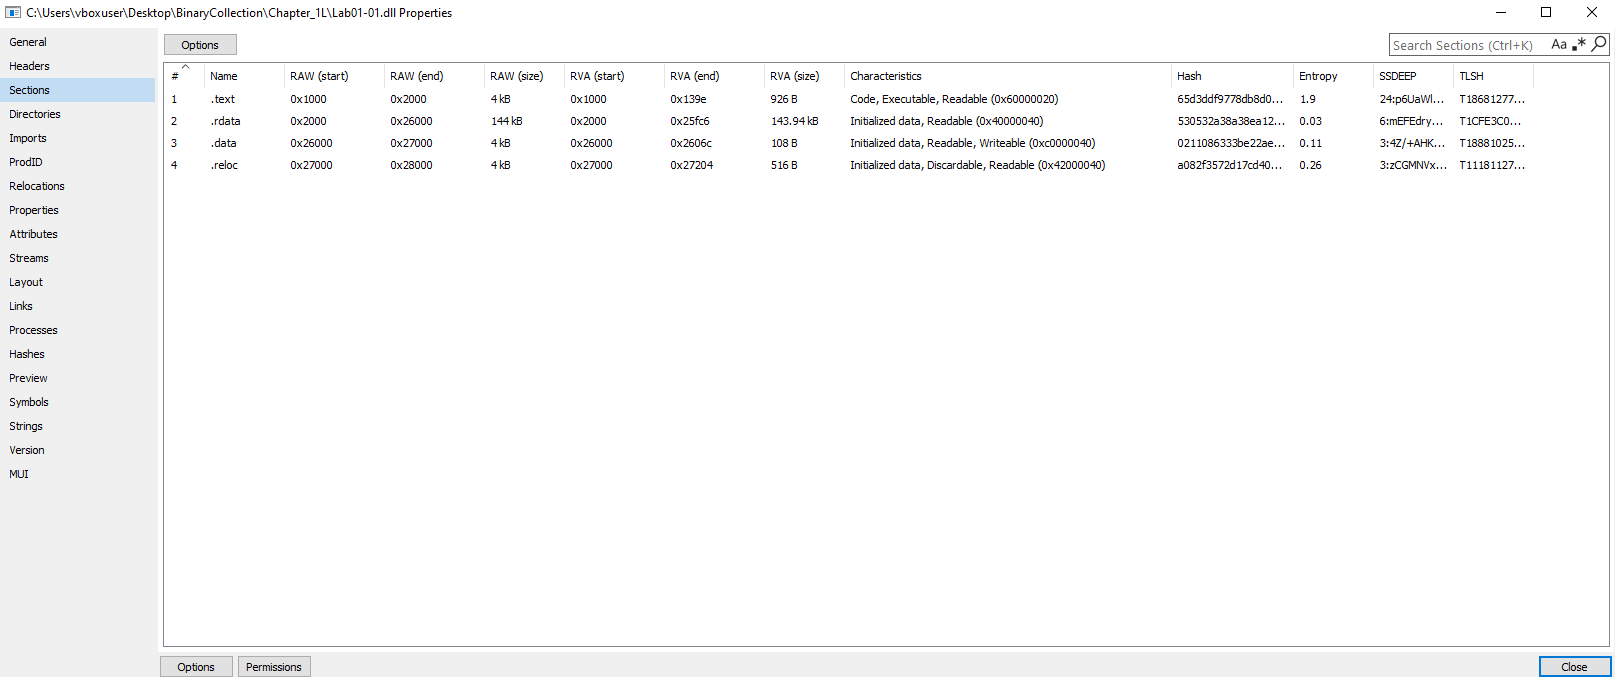 C:\Users\vboxuser\Desktop\BinaryCollection\Chapter_1L\Lab01-01.dll Properties
General
Headers
Sections
Directories
Imports
ProdID
Relocations
Properties
Attributes
Streams
Layout
Links
Processes
Hashes
Preview
Symbols
Strings
Version
MUI
Options
Search Sections (Ctrl+K) Aa .*
# Name RAW (start) RAW (end) RAW (size) RVA (start) RVA (end) RVA (size) Characteristics Hash Entropy SSDEEP TLSH
1 .text 0x1000 0x2000 4 kB 0x1000 0x139e 926 B Code, Executable, Readable (0x60000020) 65d3ddf9778db8d0... 1.9 24:p6UaWl... T18681277...
2 .rdata 0x2000 0x26000 144 kB 0x2000 0x25fc6 143.94 kB Initialized data, Readable (0x40000040) 530532a38a38ea12... 0.03 6:mEFEdry... T1CFE3C0...
3 .data 0x26000 0x27000 4 kB 0x26000 0x2606c 108 B Initialized data, Readable, Writeable (0xc0000040) 0211086333be22ae... 0.11 3:4Z/+AHK... T18881025...
4 .reloc 0x27000 0x28000 4 kB 0x27000 0x27204 516 B Initialized data, Discardable, Readable (0x42000040) a082f3572d17cd40... 0.26 3:zCGMNVx... T11181127...
Options Permissions Close